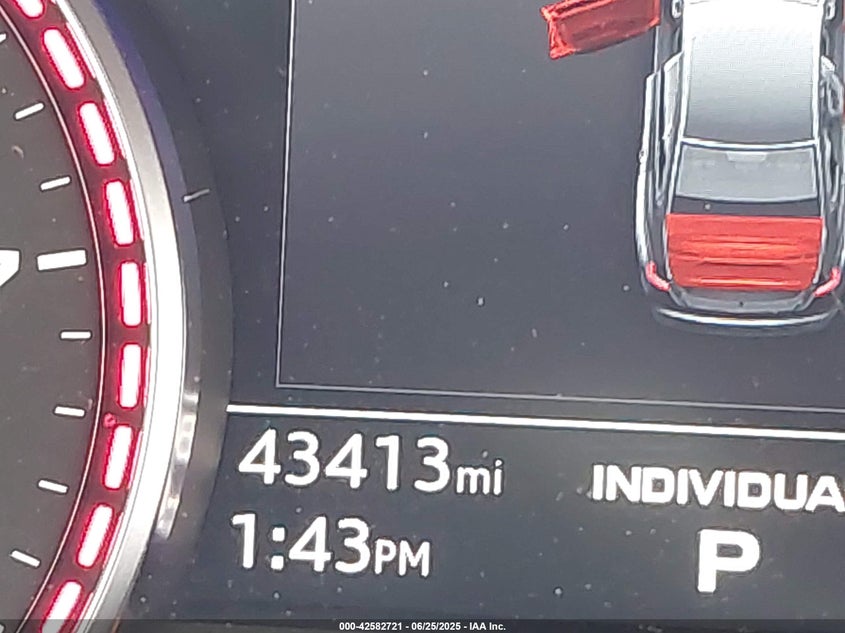 43413mi
INDIVIDUA
1:43PM
P
000-42582721 - 06/25/2025 - IAA Inc.